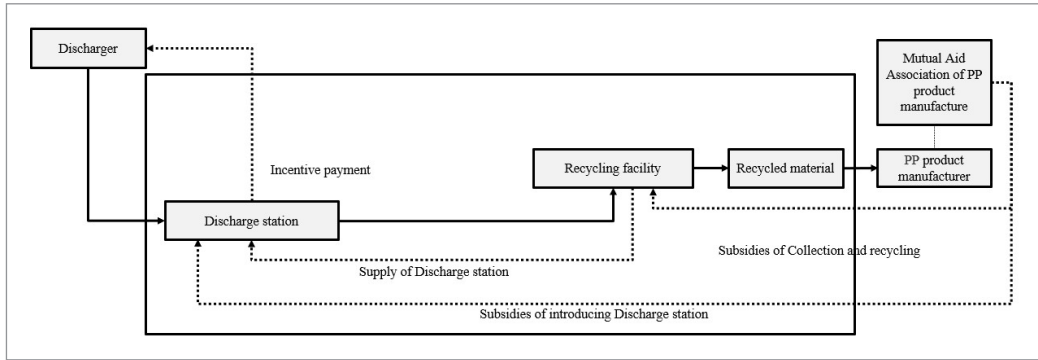 Discharger
Mutual Aid
Association of PP
product
manufacture
Incentive payment
Recycling facility
Recycled material
PP product
manufacturer
Discharge station
Subsidies of Collection and recycling
Supply of Discharge station
Subsidies of introducing Discharge station